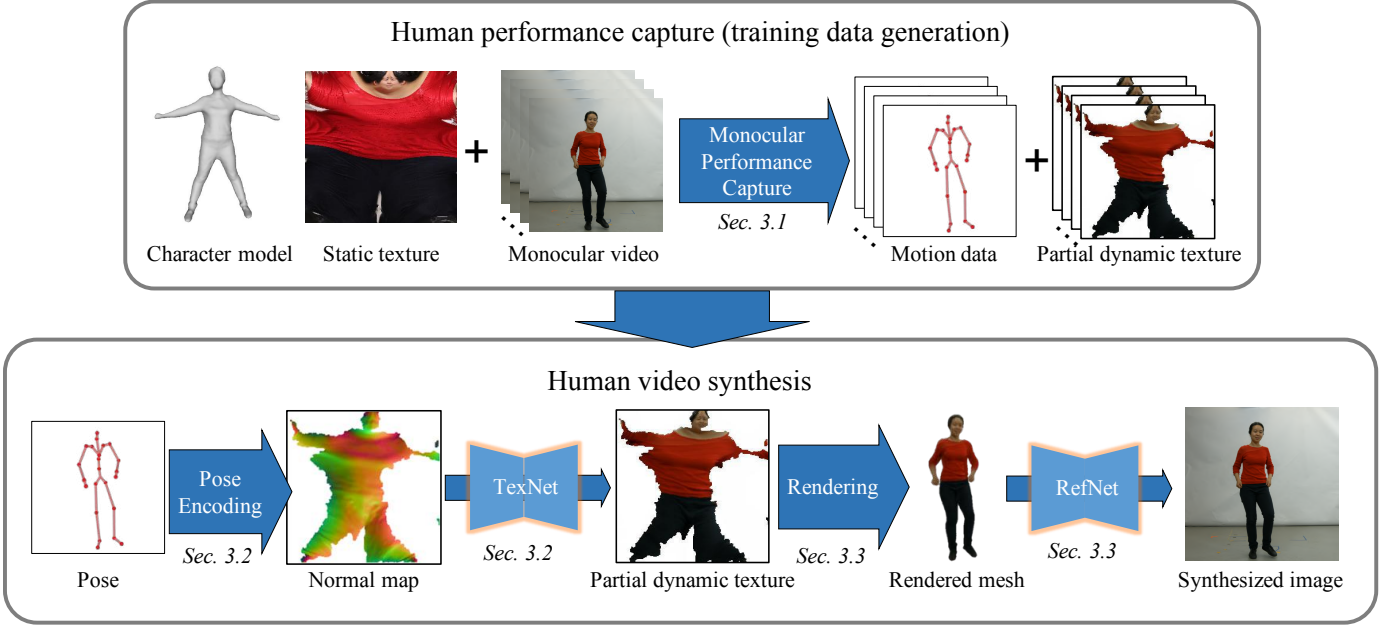 Human performance capture (training data generation)
+
Monocular
Performance
Capture
+
Sec. 3.1
Character model
Static texture
Monocular video
Motion data
Partial dynamic texture
Human video synthesis
Pose
Encoding
TexNet
Rendering
RefNet
Sec. 3.2
Sec. 3.2
Sec. 3.3
Sec. 3.3
Pose
Normal map
Partial dynamic texture
Rendered mesh
Synthesized image